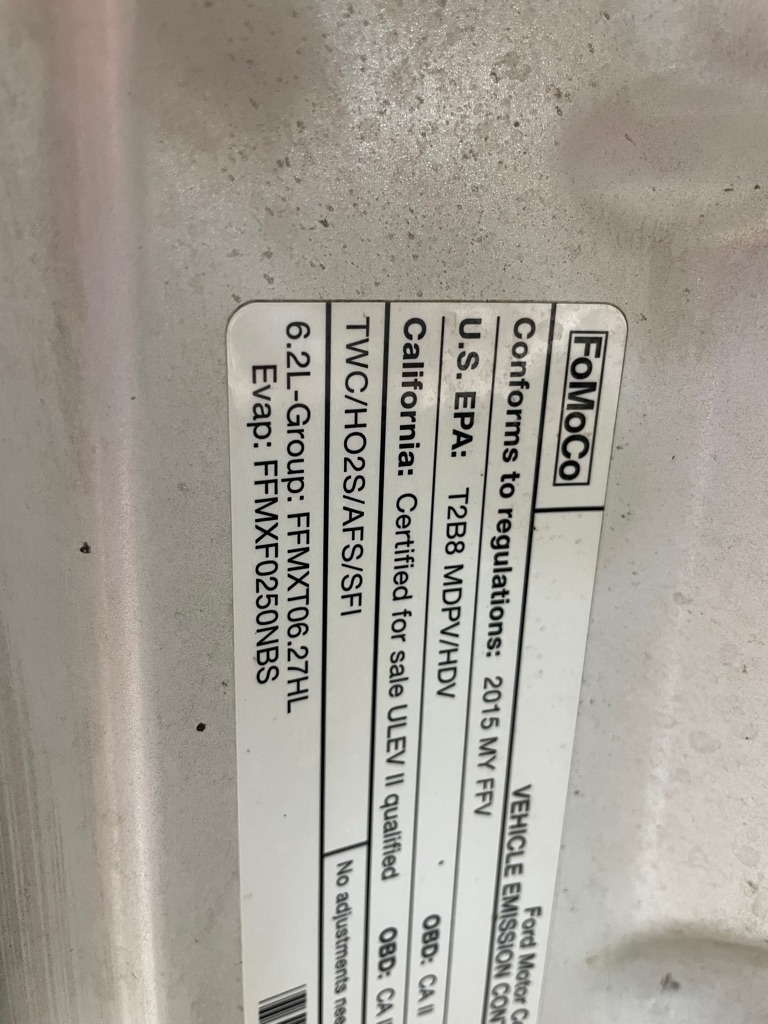 FoMoCo
Ford Motor
VEHICLE EMISSION
Conforms to regulations: 2015 MY FFV
U.S. EPA: T2B8 MDPV/HDV OBD: CA II
California: Certified for sale ULEV II qualified OBD: CA
TWC/HO2S/AFS/SFI
No adjustments
6.2L-Group: FFMXT06.27HL
Evap: FFMXF0250NBS